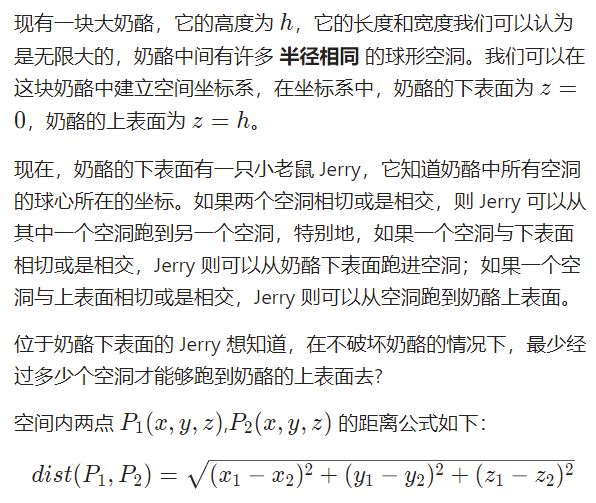 现有一块大奶酪，它的高度为 h，它的长度和宽度我们可以认为
是无限大的，奶酪中间有许多 半径相同 的球形空洞。我们可以在
这块奶酪中建立空间坐标系，在坐标系中，奶酪的下表面为 z =
0，奶酪的上表面为 z = h。
现在，奶酪的下表面有一只小老鼠 Jerry，它知道奶酪中所有空洞
的球心所在的坐标。如果两个空洞相切或是相交，则 Jerry 可以从
其中一个空洞跑到另一个空洞，特别地，如果一个空洞与下表面
相切或是相交，Jerry 则可以从奶酪下表面跑进空洞；如果一个空
洞与上表面相切或是相交，Jerry 则可以从空洞跑到奶酪上表面。
位于奶酪下表面的 Jerry 想知道，在不破坏奶酪的情况下，最少经
过多少个空洞才能够跑到奶酪的上表面去?
空间内两点 P₁(x, y, z),P₂(x, y, z) 的距离公式如下：
dist(P₁, P₂) = √((x₁ − x₂)² + (y₁ − y₂)² + (z₁ − z₂)²)